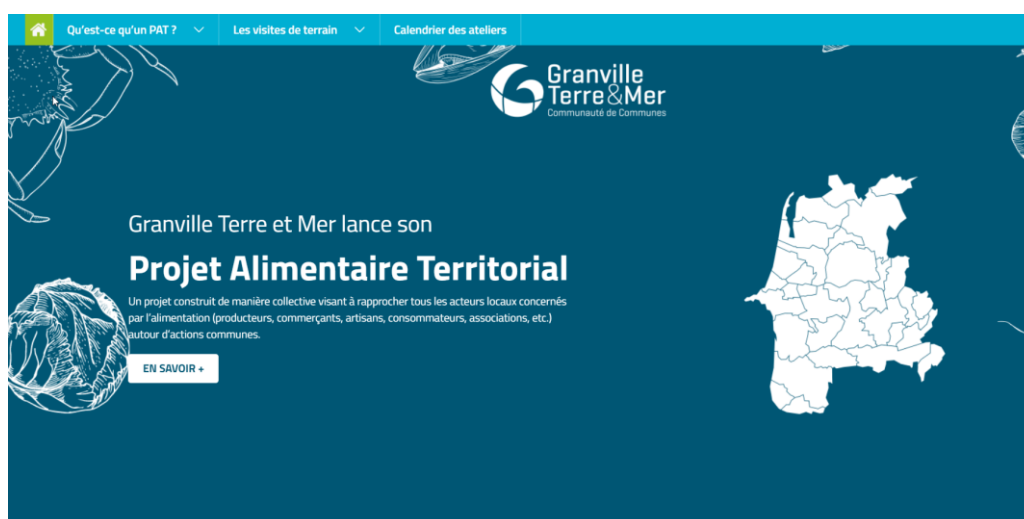 Qu'est-ce qu'un PAT ?
Les visites de terrain
Calendrier des ateliers
Granville
Terre&Mer
Communauté de Communes
Granville Terre et Mer lance son
Projet Alimentaire Territorial
Un projet construit de manière collective visant à rapprocher tous les acteurs locaux concernés
par l'alimentation (producteurs, commerçants, artisans, consommateurs, associations, etc.)
autour d'actions communes.
EN SAVOIR +